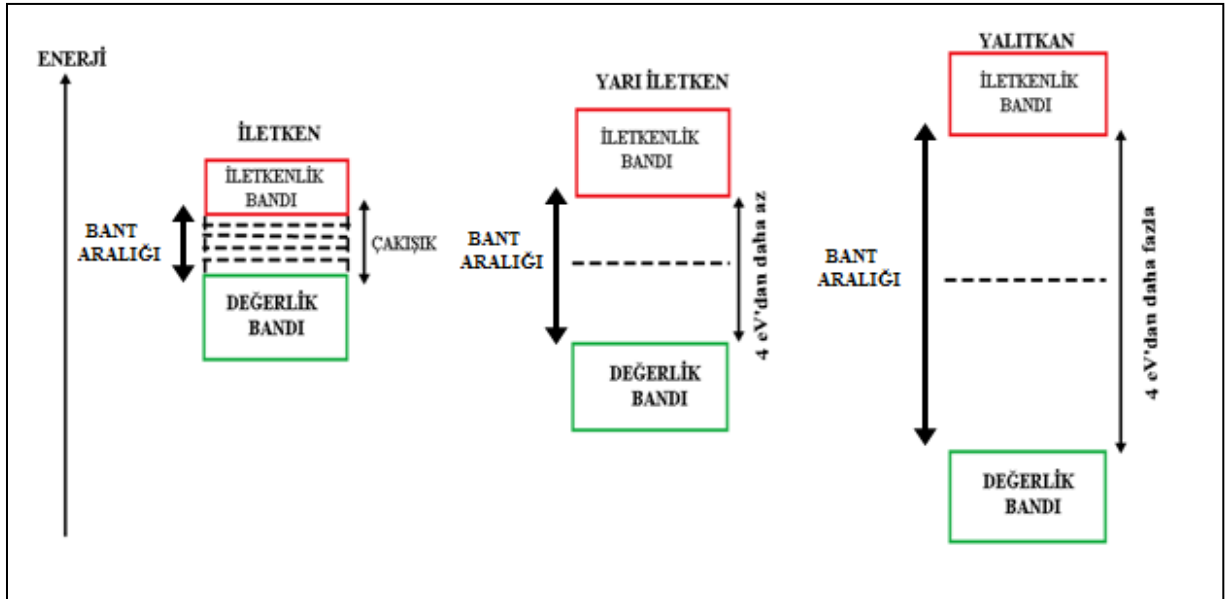 ENERJİ
İLETKEN
İLETKENLİK
BANDI
BANT
ARALIĞI
ÇAKIŞIK
DEĞERLİK
BANDI
YARI İLETKEN
İLETKENLİK
BANDI
BANT
ARALIĞI
4 eV'dan daha az
DEĞERLİK
BANDI
YALITKAN
İLETKENLİK
BANDI
BANT
ARALIĞI
4 eV'dan daha fazla
DEĞERLİK
BANDI